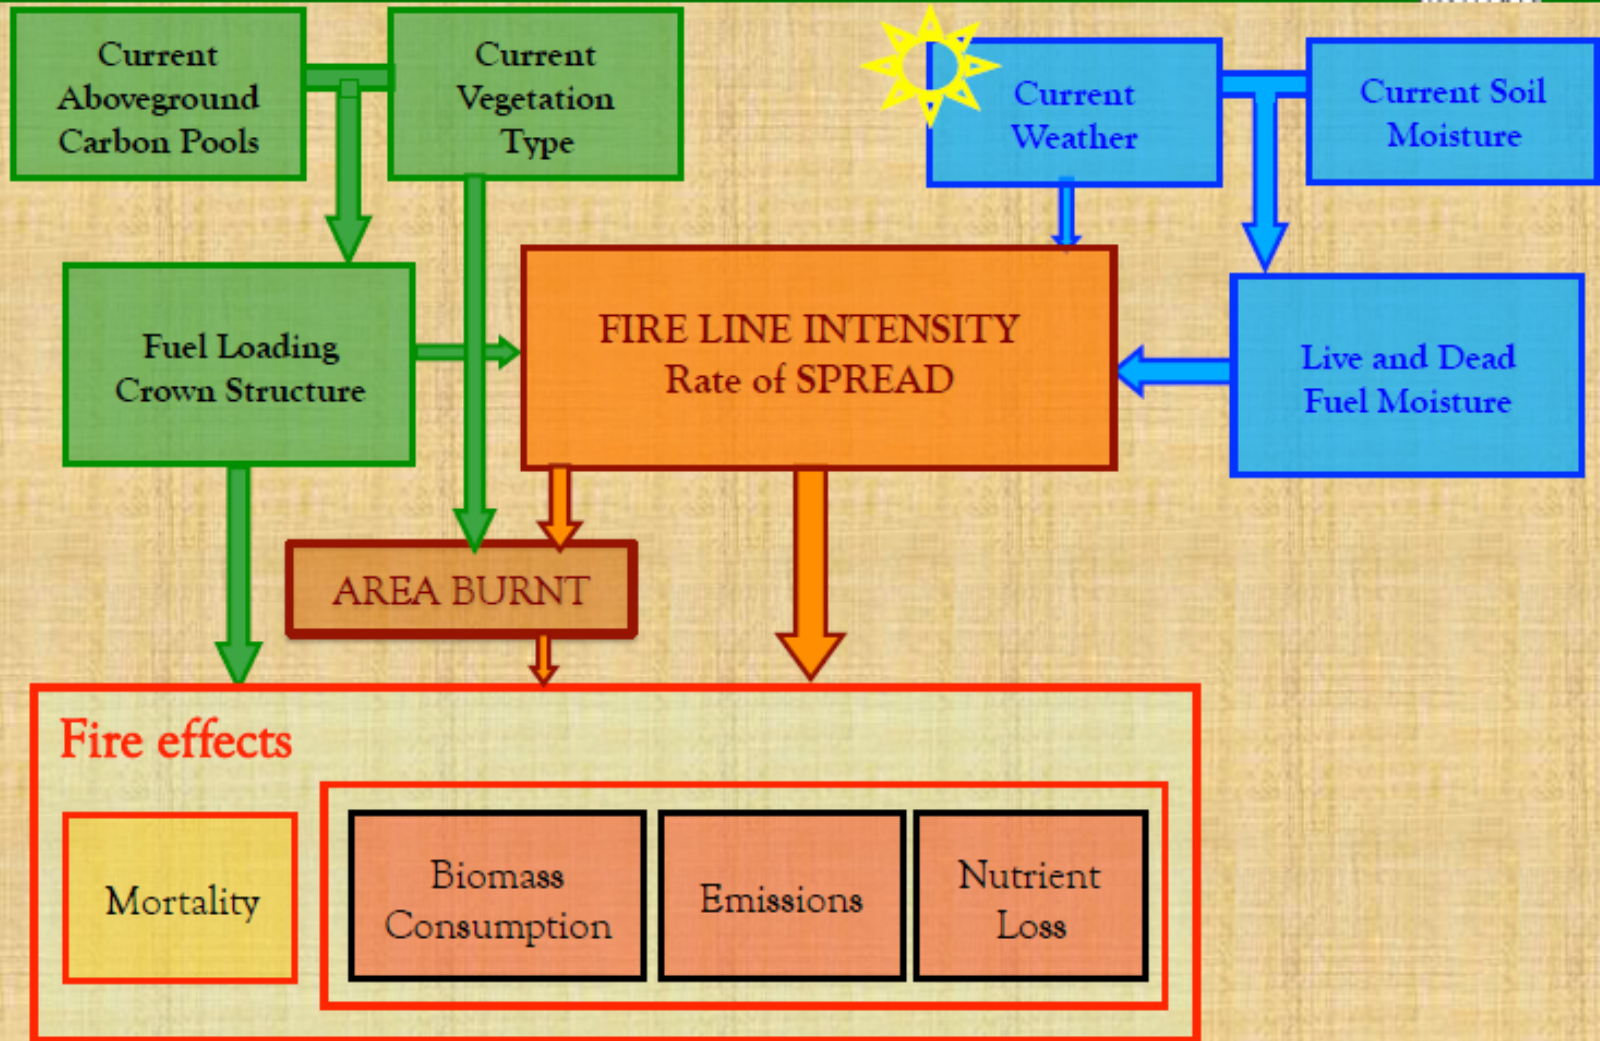 Current
Aboveground
Carbon Pools
Current
Vegetation
Type
Current
Weather
Current Soil
Moisture
Fuel Loading
Crown Structure
FIRE LINE INTENSITY
Rate of SPREAD
Live and Dead
Fuel Moisture
AREA BURNT
Fire effects
Mortality
Biomass
Consumption
Emissions
Nutrient
Loss